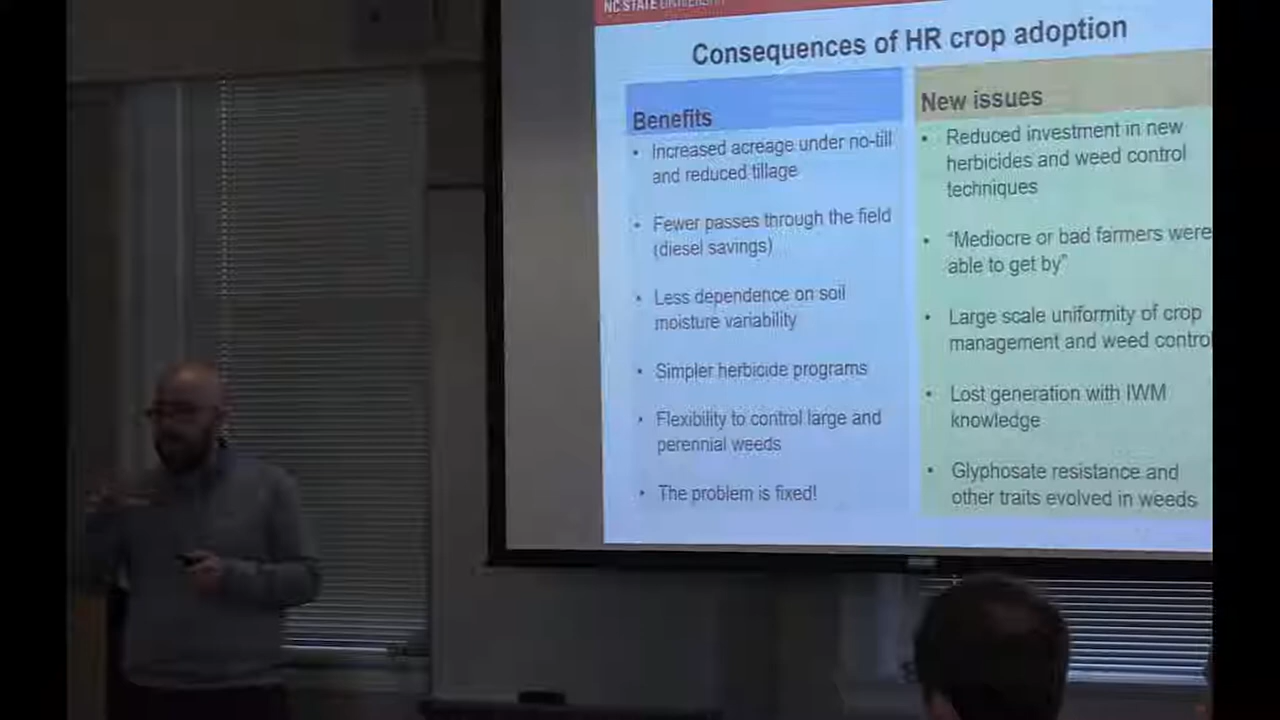 NC STATE UNIVERSITY
Consequences of HR crop adoption
Benefits
• Increased acreage under no-till
and reduced tillage
• Fewer passes through the field
(diesel savings)
• Less dependence on soil
moisture variability
• Simpler herbicide programs
• Flexibility to control large and
perennial weeds
• The problem is fixed!
New issues
• Reduced investment in new
herbicides and weed control
techniques
• “Mediocre or bad farmers were
able to get by”
• Large scale uniformity of crop
management and weed control
• Lost generation with IWM
knowledge
• Glyphosate resistance and
other traits evolved in weeds